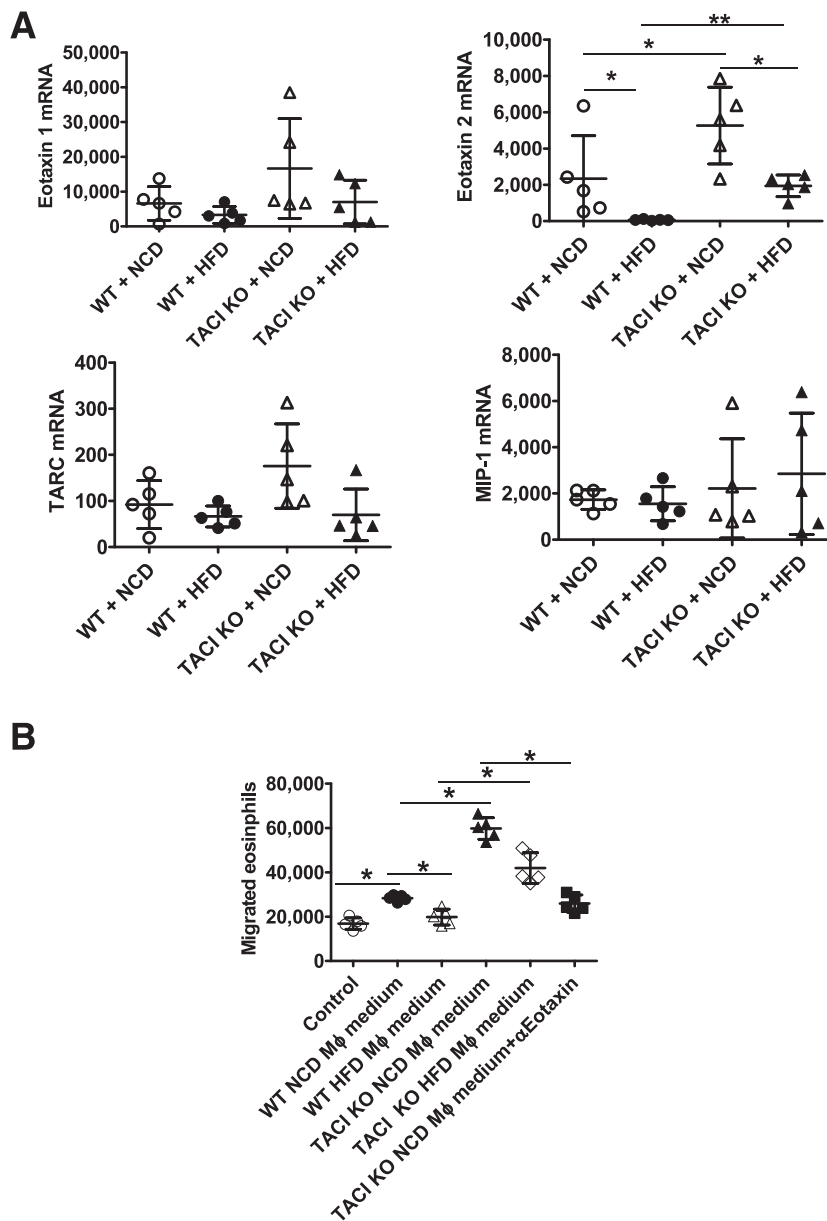 A
Eotaxin 1 mRNA
50,000
40,000
30,000
20,000
10,000
0
WT + NCD
WT + HFD
TACI KO + NCD
TACI KO + HFD
Eotaxin 2 mRNA
10,000
8,000
6,000
4,000
2,000
0
**
*
*
*
WT + NCD
WT + HFD
TACI KO + NCD
TACI KO + HFD
TARC mRNA
400
300
200
100
0
WT + NCD
WT + HFD
TACI KO + NCD
TACI KO + HFD
MIP-1 mRNA
8,000
6,000
4,000
2,000
0
WT + NCD
WT + HFD
TACI KO + NCD
TACI KO + HFD
B
Migrated eosinphils
80,000
60,000
40,000
20,000
0
*
*
*
*
*
Control
WT NCD Mϕ medium
WT HFD Mϕ medium
TACI KO NCD Mϕ medium
TACI KO HFD Mϕ medium
TACI KO NCD Mϕ medium+αEotaxin